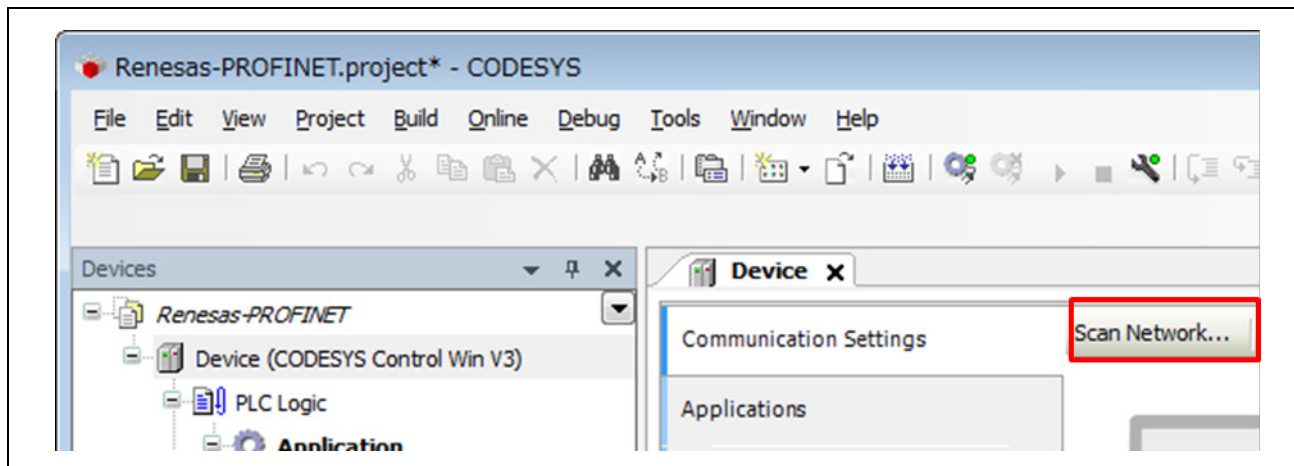 Renesas-PROFINET.project* - CODESYS
File Edit View Project Build Online Debug Tools Window Help
Devices
Device
Renesas-PROFINET
Device (CODESYS Control Win V3)
PLC Logic
Application
Communication Settings
Scan Network...
Applications